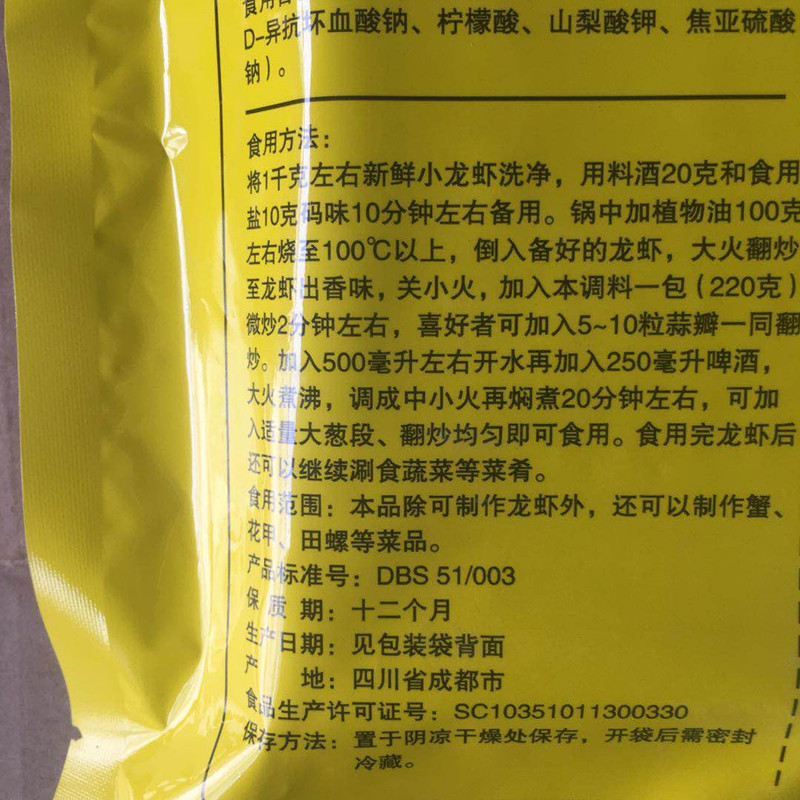 食用
D-异抗坏血酸钠、柠檬酸、山梨酸钾、焦亚硫酸
钠)。
食用方法:
将1千克左右新鲜小龙虾洗净,用料酒20克和食用
盐10克码味10分钟左右备用。锅中加植物油100克
左右烧至100℃以上,倒入备好的龙虾,大火翻炒
至龙虾出香味,关小火,加入本调料一包(220克)
微炒2分钟左右,喜好者可加入5~10粒蒜瓣一同翻
炒。加入500毫升左右开水再加入250毫升啤酒,
大火煮沸,调成中小火再焖煮20分钟左右,可加
入适量大葱段、翻炒均匀即可食用。食用完龙虾后
还可以继续涮食蔬菜等菜肴。
食用范围:本品除可制作龙虾外,还可以制作蟹、
花甲、田螺等菜品。
产品标准号:DBS 51/003
保 质 期:十二个月
生产日期:见包装袋背面
产 地:四川省成都市
食品生产许可证号:SC10351011300330
保存方法:置于阴凉干燥处保存,开袋后需密封
冷藏。